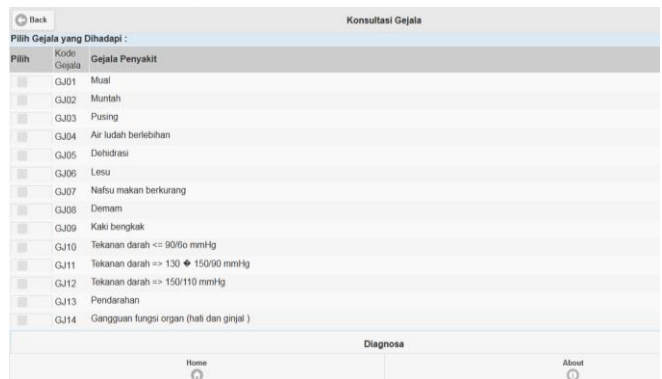 Back
Konsultasi Gejala
Pilih Gejala yang Dihadapi :
Pilih Kode Gejala Gejala Penyakit
GJ01 Mual
GJ02 Muntah
GJ03 Pusing
GJ04 Air ludah berlebihan
GJ05 Dehidrasi
GJ06 Lesu
GJ07 Nafsu makan berkurang
GJ08 Demam
GJ09 Kaki bengkak
GJ10 Tekanan darah <= 90/6o mmHg
GJ11 Tekanan darah => 130 � 150/90 mmHg
GJ12 Tekanan darah => 150/110 mmHg
GJ13 Pendarahan
GJ14 Gangguan fungsi organ (hati dan ginjal )
Diagnosa
Home
About